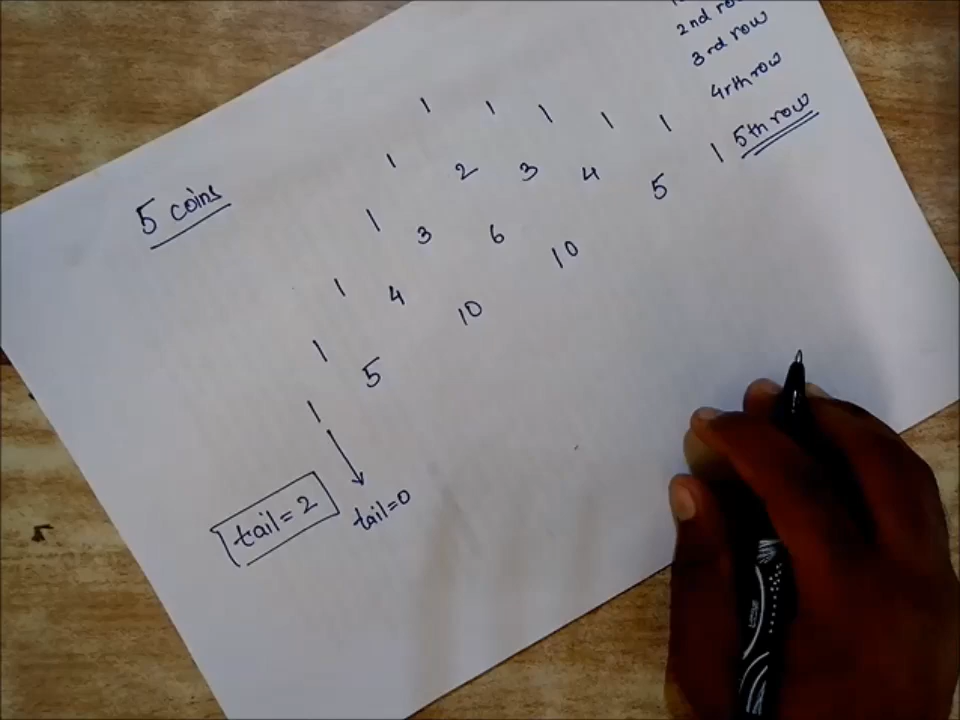 1
1 1
1 2 1 2nd ro
1 3 3 1 3rd row
1 4 6 4 1 4rth row
1 5 10 10 5 1 5th row
5 coins
tail=2
tail=0